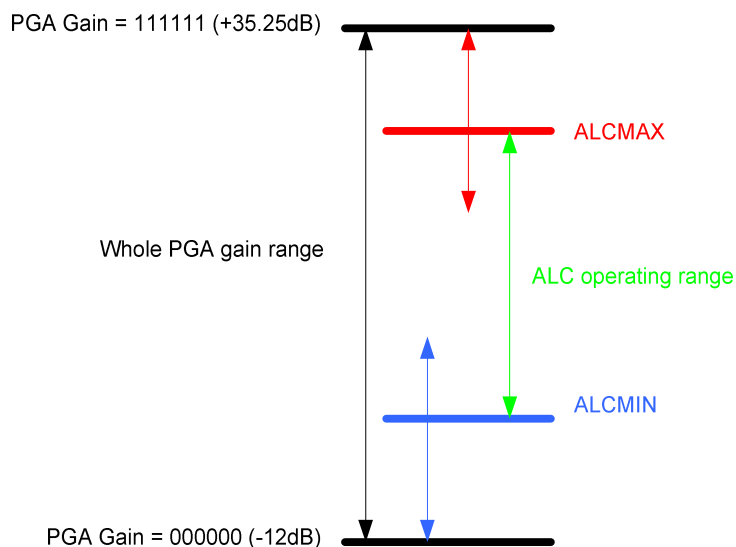 PGA Gain = 111111 (+35.25dB)
ALCMAX
Whole PGA gain range
ALC operating range
ALCMIN
PGA Gain = 000000 (-12dB)